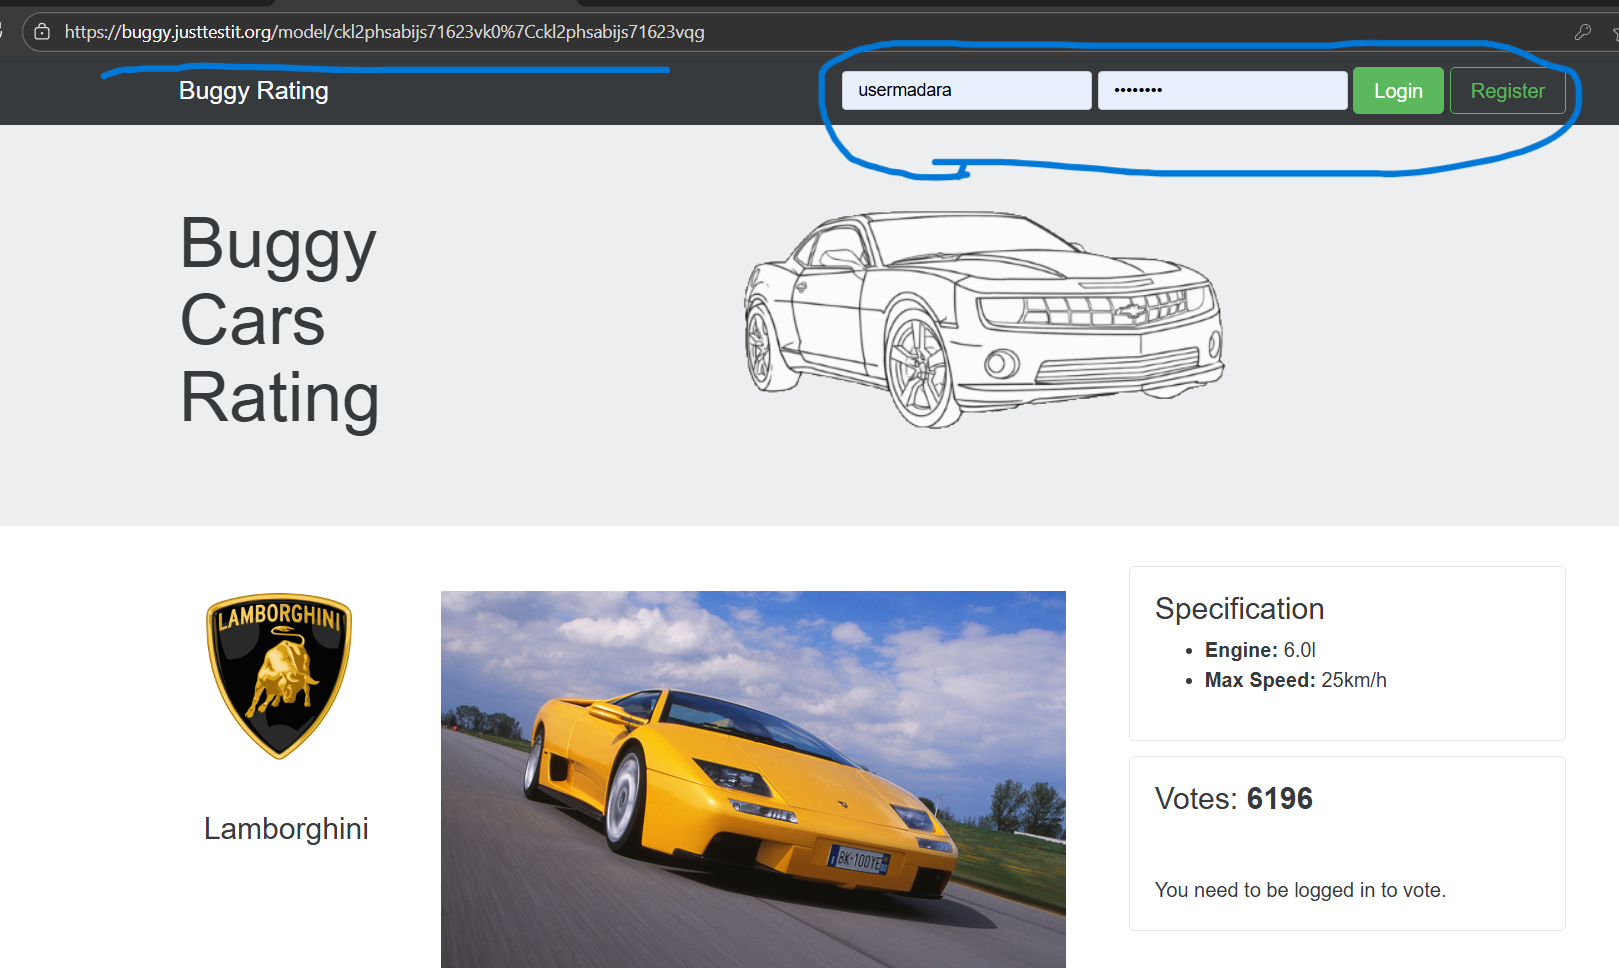 https://buggy.justtestit.org/model/ckl2phsabijs71623vk0%7Cckl2phsabijs71623vqg
Buggy Rating
usermadara
••••••••
Login
Register
Buggy
Cars
Rating
LAMBORGHINI
Lamborghini
BK·100YE
Specification
• Engine: 6.0l
• Max Speed: 25km/h
Votes: 6196
You need to be logged in to vote.